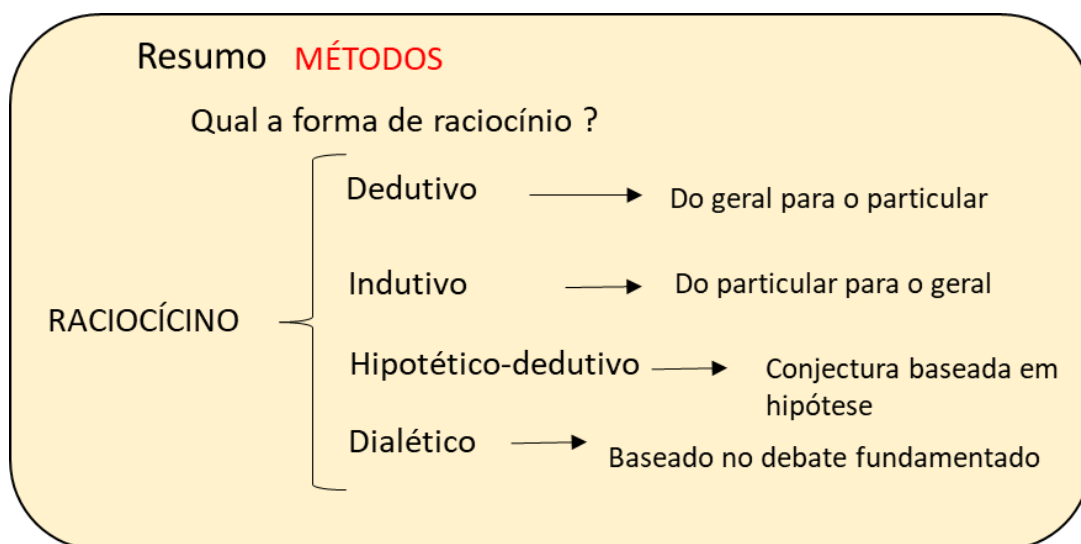 Resumo MÉTODOS
Qual a forma de raciocínio ?
Dedutivo
Do geral para o particular
Indutivo
Do particular para o geral
RACIOCÍCINO
Hipotético-dedutivo
Conjectura baseada em
hipótese
Dialético
Baseado no debate fundamentado